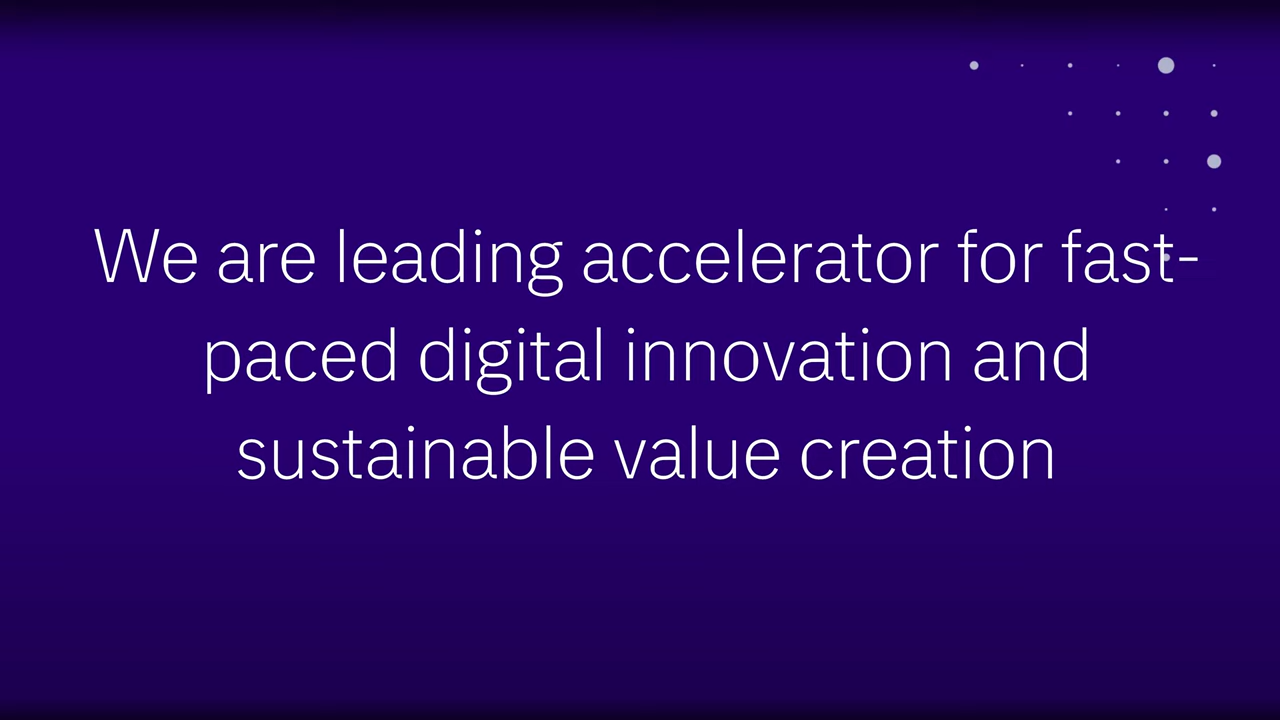 We are leading accelerator for fast-
paced digital innovation and
sustainable value creation